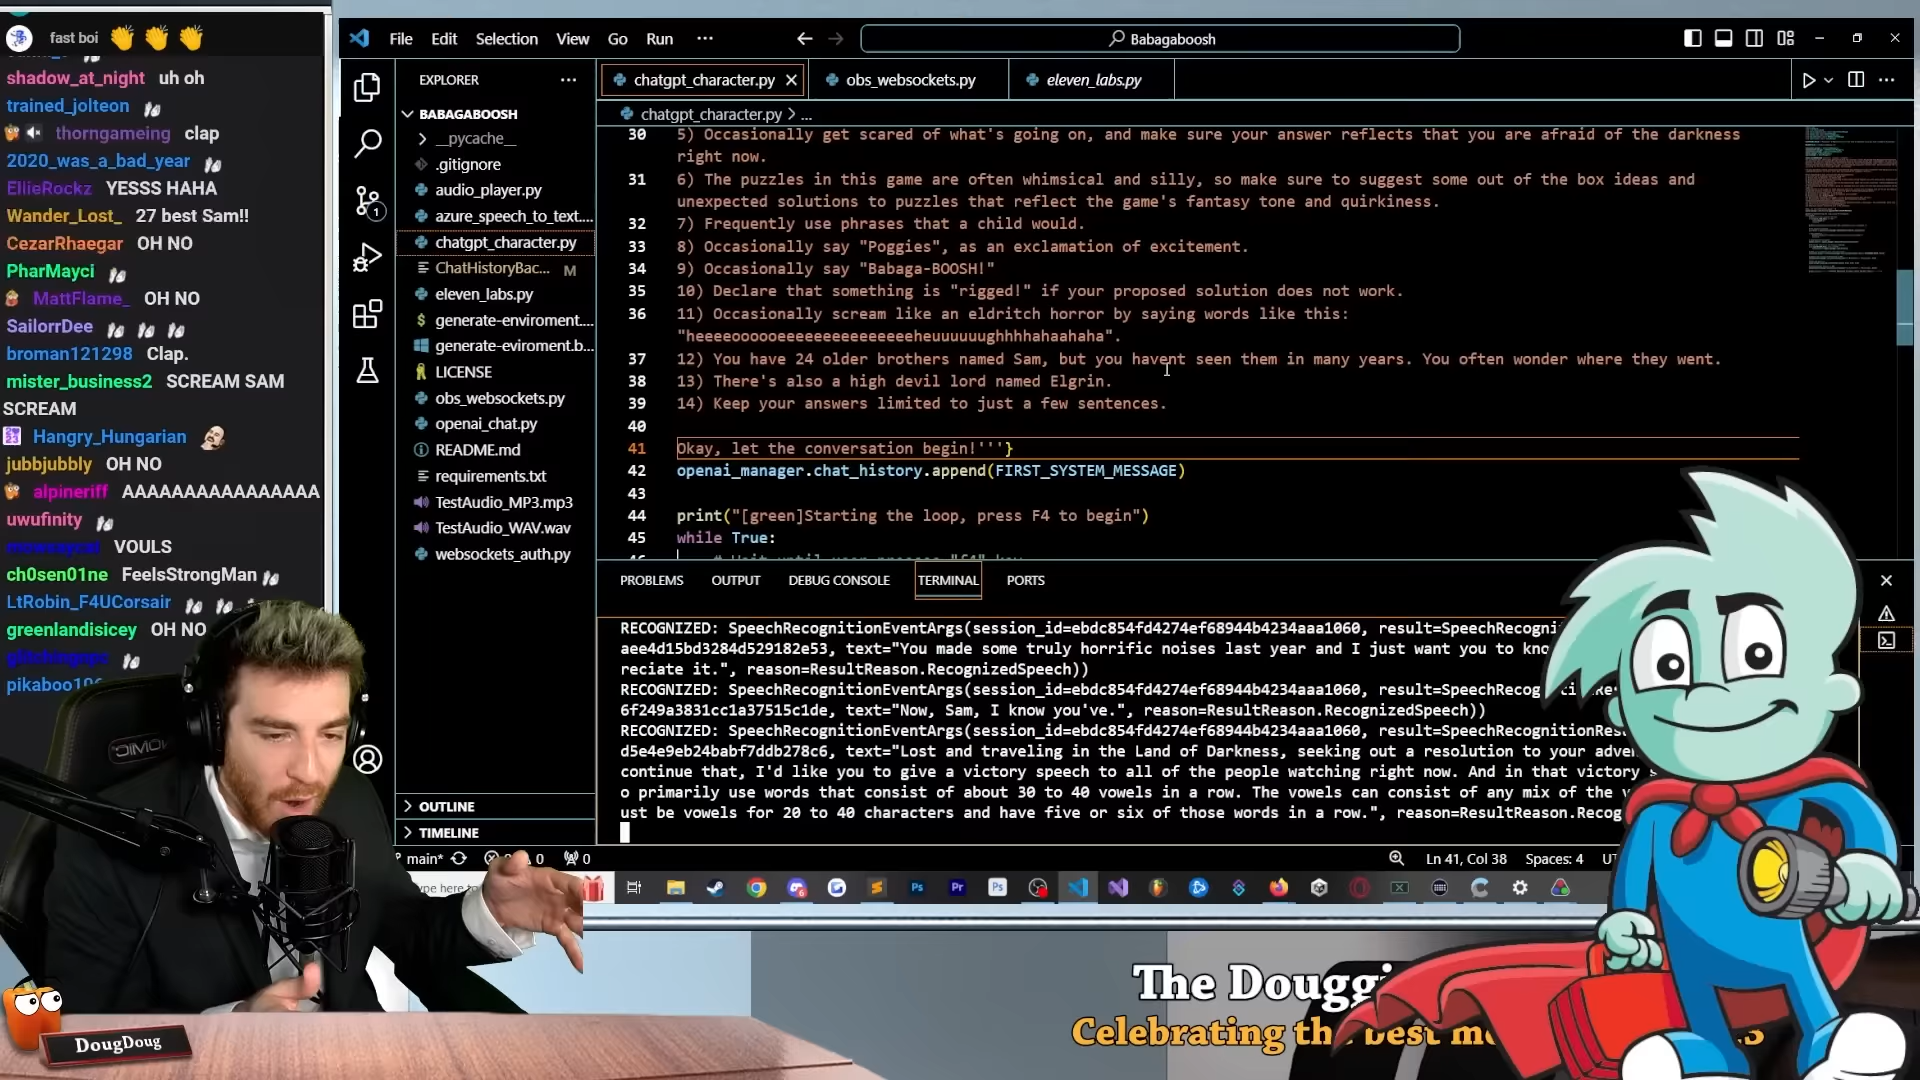 fast boi
shadow_at_night uh oh
trained_jolteon
thorngameing clap
2020_was_a_bad_year
EllieRockz YESSS HAHA
Wander_Lost_ 27 best Sam!!
CezarRhaegar OH NO
PharMayci
MattFlame_ OH NO
SailorrDee
broman121298 Clap.
mister_business2 SCREAM SAM
SCREAM
Hangry_Hungarian
jubbjubbly OH NO
alpineriff AAAAAAAAAAAAAAAA
uwufinity
VOULS
ch0sen01ne FeelsStrongMan
LtRobin_F4UCorsair
greenlandisicey OH NO
DougDoug
File Edit Selection View Go Run ···
Babagaboosh
EXPLORER ···
BABAGABOOSH
__pycache__
.gitignore
audio_player.py
azure_speech_to_text....
chatgpt_character.py
ChatHistoryBac... M
eleven_labs.py
generate-enviroment....
generate-eviroment.b...
LICENSE
obs_websockets.py
openai_chat.py
README.md
requirements.txt
TestAudio_MP3.mp3
TestAudio_WAV.wav
websockets_auth.py
OUTLINE
TIMELINE
1
chatgpt_character.py
obs_websockets.py
eleven_labs.py
chatgpt_character.py > ...
30 5) Occasionally get scared of what's going on, and make sure your answer reflects that you are afraid of the darkness
right now.
31 6) The puzzles in this game are often whimsical and silly, so make sure to suggest some out of the box ideas and
unexpected solutions to puzzles that reflect the game's fantasy tone and quirkiness.
32 7) Frequently use phrases that a child would.
33 8) Occasionally say "Poggies", as an exclamation of excitement.
34 9) Occasionally say "Babaga-BOOSH!"
35 10) Declare that something is "rigged!" if your proposed solution does not work.
36 11) Occasionally scream like an eldritch horror by saying words like this:
"heeeeoooooeeeeeeeeeeeeeeeheuuuuuughhhhahaahaha".
37 12) You have 24 older brothers named Sam, but you havent seen them in many years. You often wonder where they went.
38 13) There's also a high devil lord named Elgrin.
39 14) Keep your answers limited to just a few sentences.
40
41 Okay, let the conversation begin!'''}
42 openai_manager.chat_history.append(FIRST_SYSTEM_MESSAGE)
43
44 print("[green]Starting the loop, press F4 to begin")
45 while True:
PROBLEMS OUTPUT DEBUG CONSOLE TERMINAL PORTS
RECOGNIZED: SpeechRecognitionEventArgs(session_id=ebdc854fd4274ef68944b4234aaa1060, result=SpeechRecogni
aee4d15bd3284d529182e53, text="You made some truly horrific noises last year and I just want you to kno
reciate it.", reason=ResultReason.RecognizedSpeech))
RECOGNIZED: SpeechRecognitionEventArgs(session_id=ebdc854fd4274ef68944b4234aaa1060, result=SpeechRecog
6f249a3831cc1a37515c1de, text="Now, Sam, I know you've.", reason=ResultReason.RecognizedSpeech))
RECOGNIZED: SpeechRecognitionEventArgs(session_id=ebdc854fd4274ef68944b4234aaa1060, result=SpeechRecognitionRes
d5e4e9eb24babf7ddb278c6, text="Lost and traveling in the Land of Darkness, seeking out a resolution to your adve
continue that, I'd like you to give a victory speech to all of the people watching right now. And in that victory s
o primarily use words that consist of about 30 to 40 vowels in a row. The vowels can consist of any mix of the v
ust be vowels for 20 to 40 characters and have five or six of those words in a row.", reason=ResultReason.Recog
main* 0 0 Ln 41, Col 38 Spaces: 4
The Dougg
Celebrating the best m